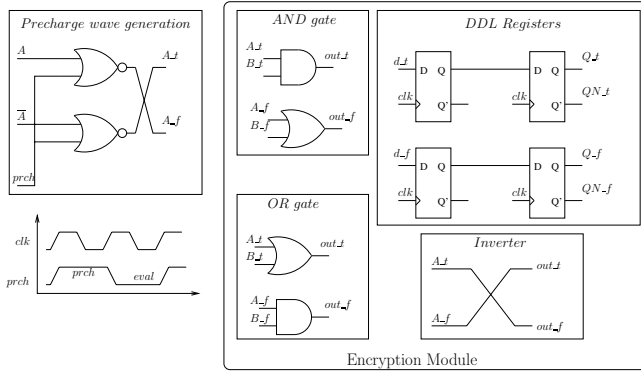 Precharge wave generation
A
A_t
A
A_f
prch
clk
prch
prch
eval
AND gate
A_t
B_t
out_t
A_f
B_f
out_f
OR gate
A_t
B_t
out_t
A_f
B_f
out_f
DDL Registers
d_t
D Q
D Q
Q_t
clk
Q'
clk
Q'
QN_t
d_f
D Q
D Q
Q_f
clk
Q'
clk
Q'
QN_f
Inverter
A_t
out_t
A_f
out_f
Encryption Module